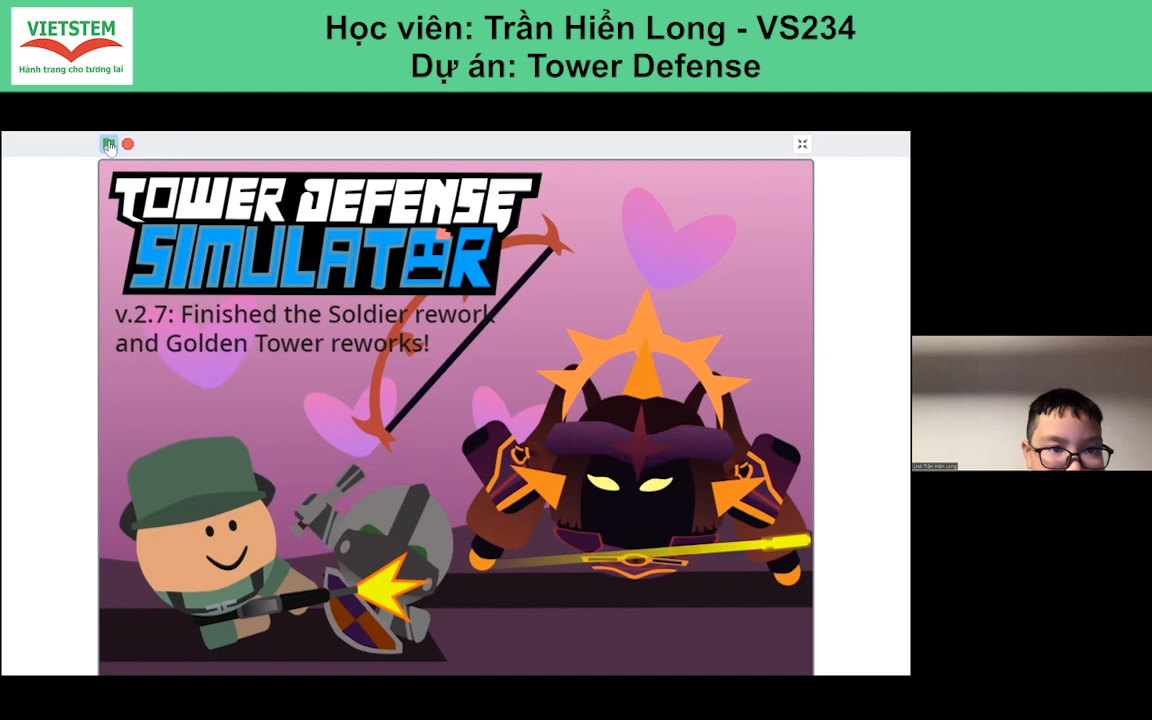 VIETSTEM
Hành trang cho tương lai
Học viên: Trần Hiển Long - VS234
Dự án: Tower Defense
TOWER DEFENSE
SIMULATOR
v.2.7: Finished the Soldier rework
and Golden Tower reworks!